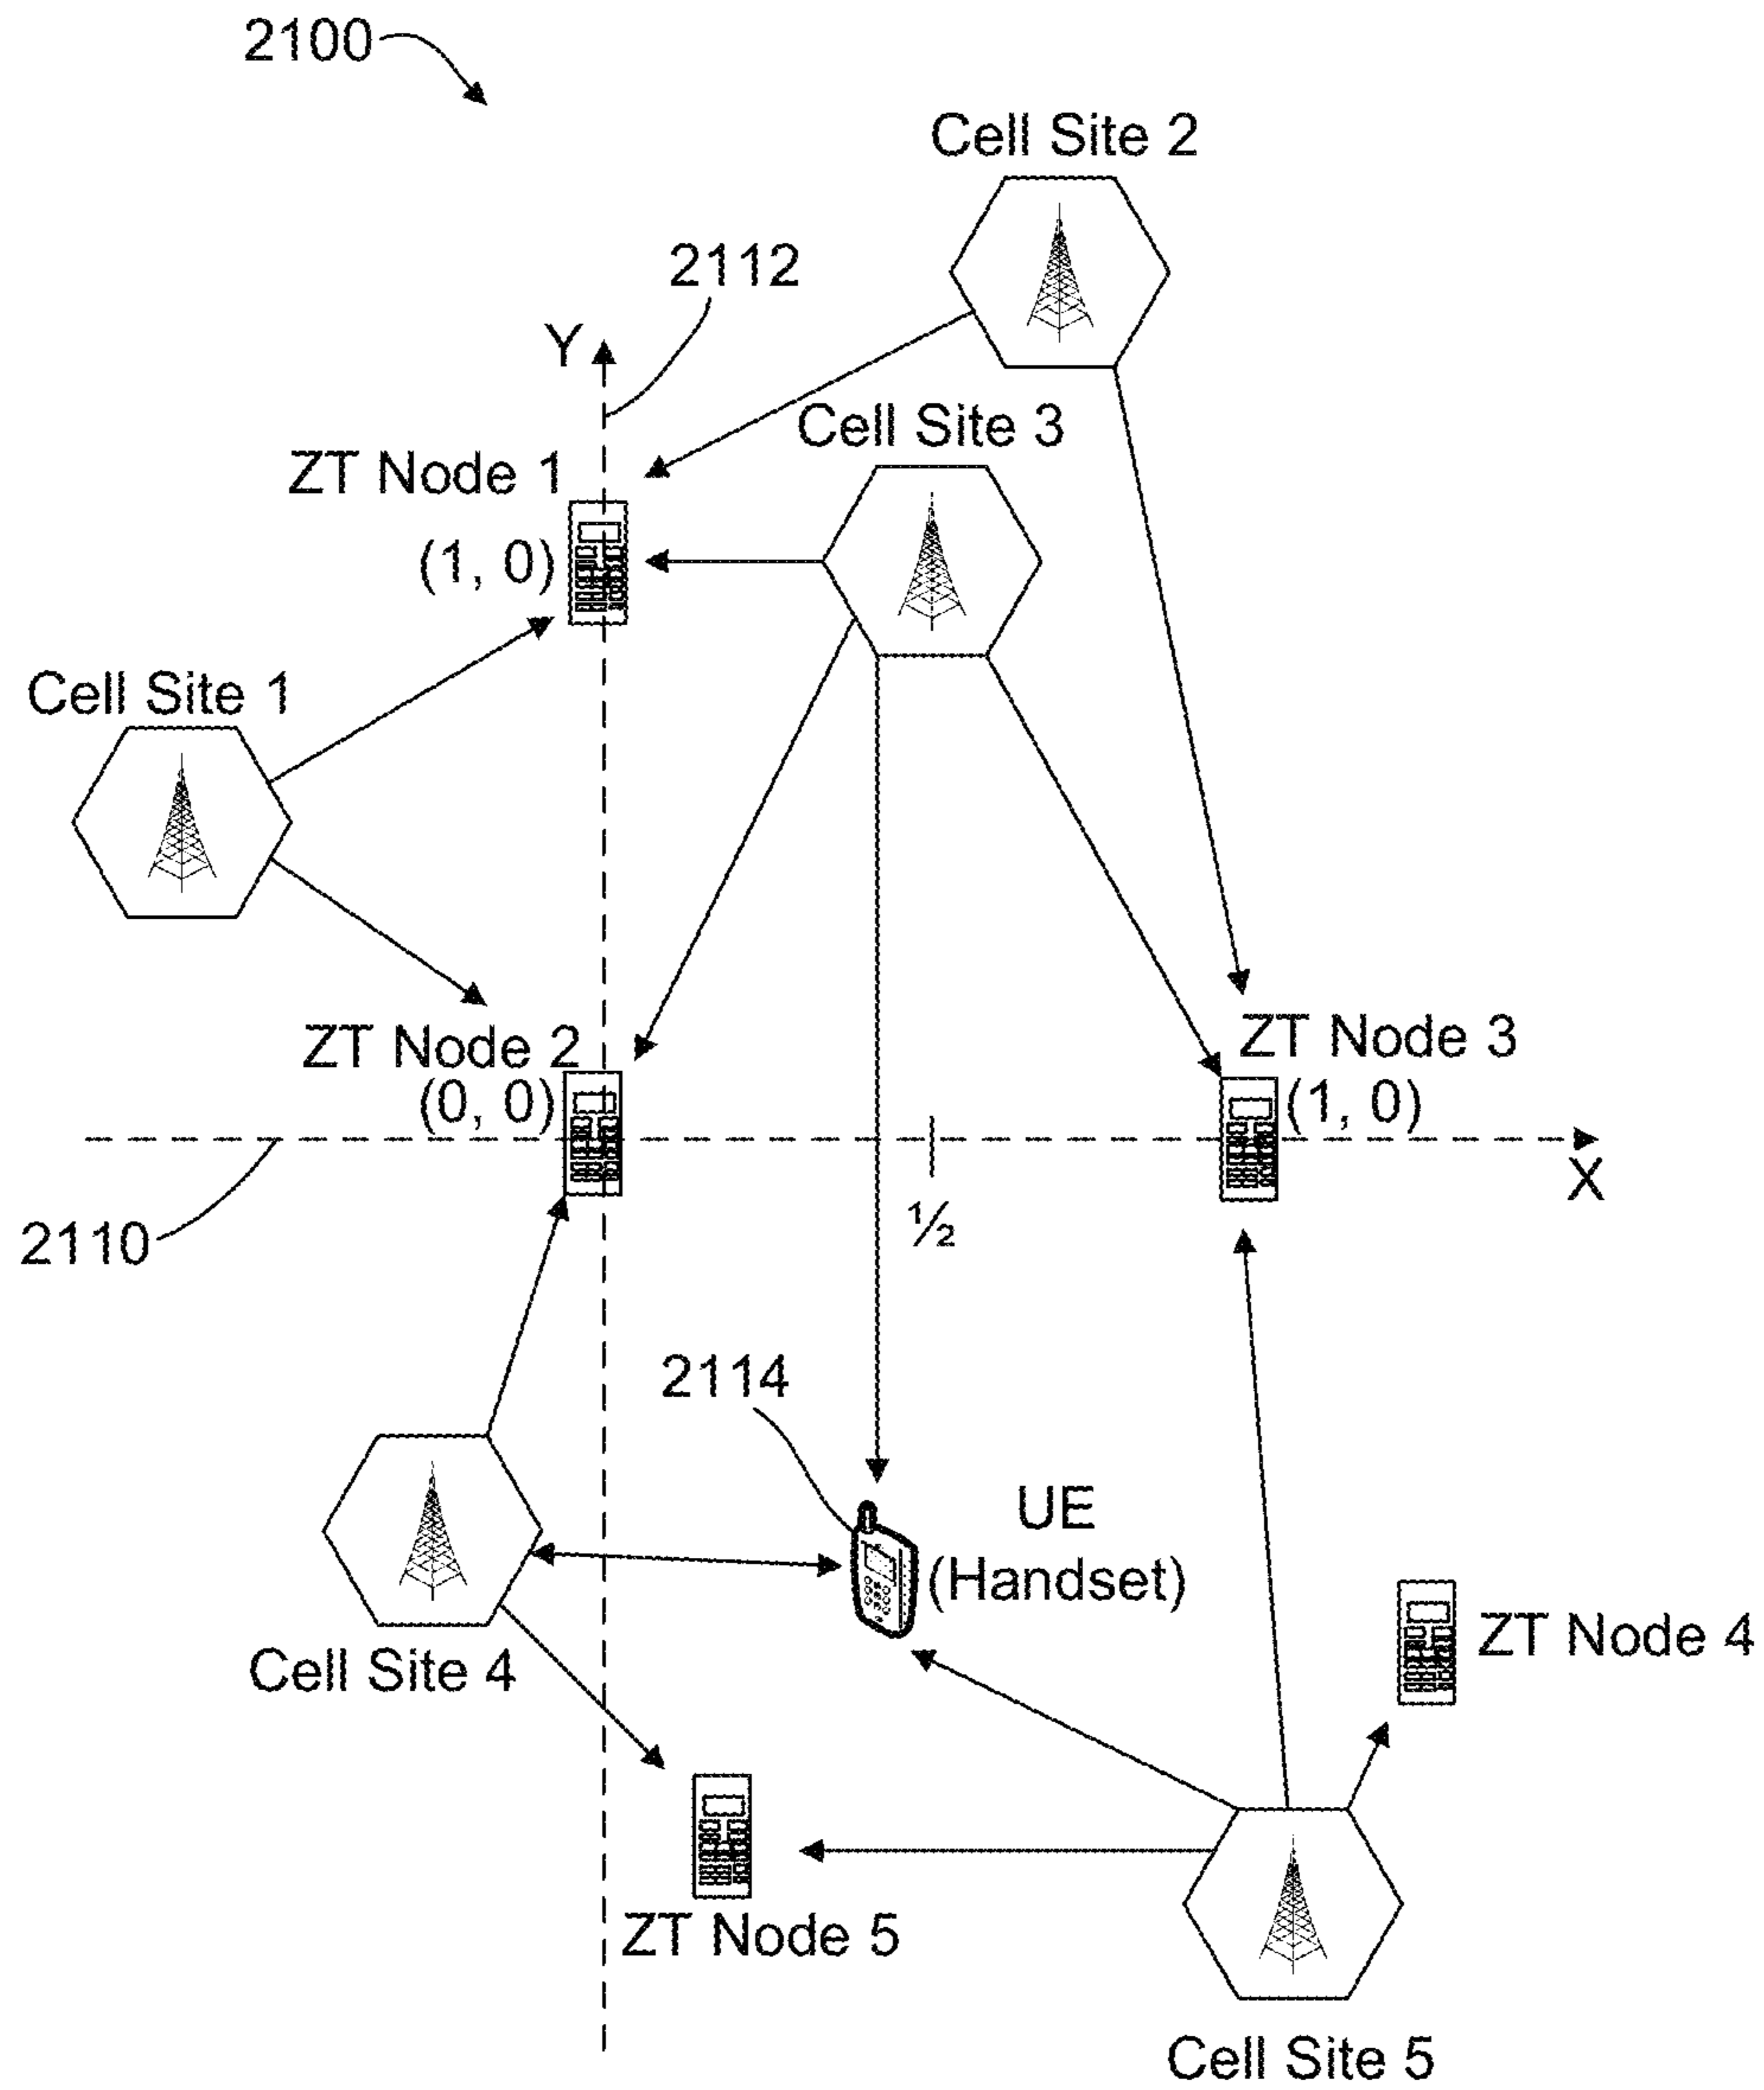 2100
Cell Site 2
2112
Y
Cell Site 3
ZT Node 1
(1, 0)
Cell Site 1
ZT Node 2
(0, 0)
ZT Node 3
(1, 0)
X
2110
½
2114
UE
(Handset)
ZT Node 4
Cell Site 4
ZT Node 5
Cell Site 5